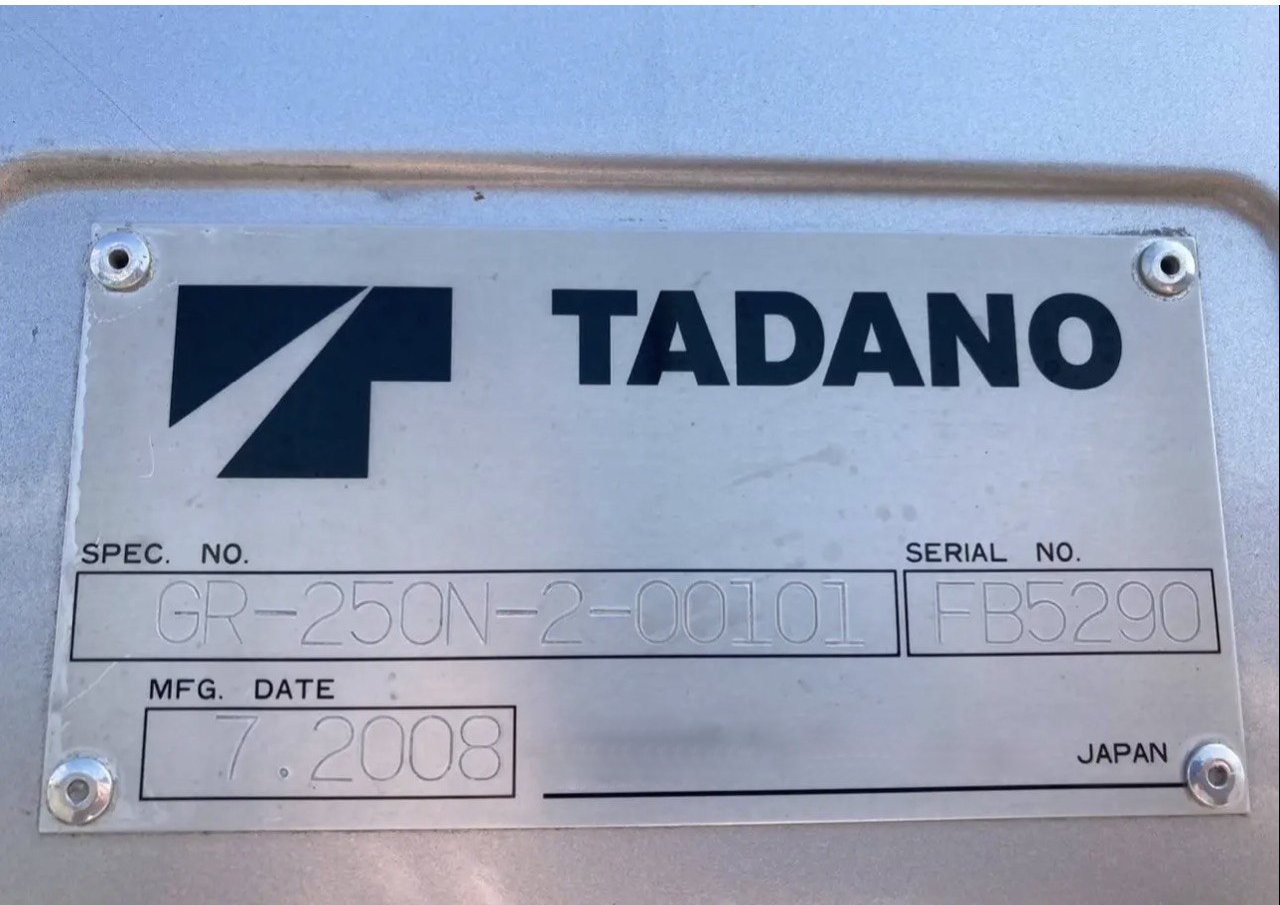 TADANO
SPEC. NO.
GR-250N-2-00101
SERIAL NO.
FB5290
MFG. DATE
7.2008
JAPAN